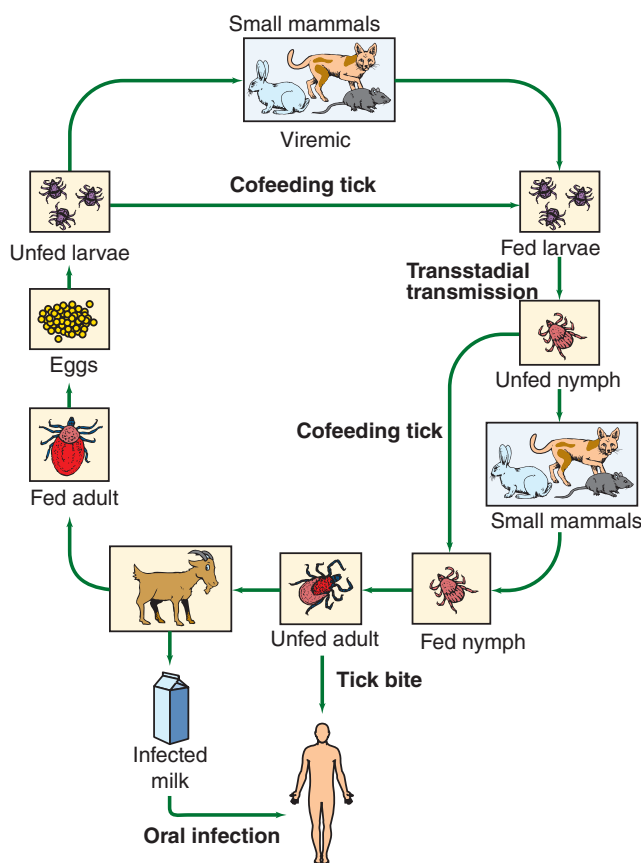 Small mammals
Viremic
Cofeeding tick
Unfed larvae
Fed larvae
Transstadial
transmission
Eggs
Unfed nymph
Cofeeding tick
Fed adult
Small mammals
Unfed adult
Fed nymph
Tick bite
Infected
milk
Oral infection